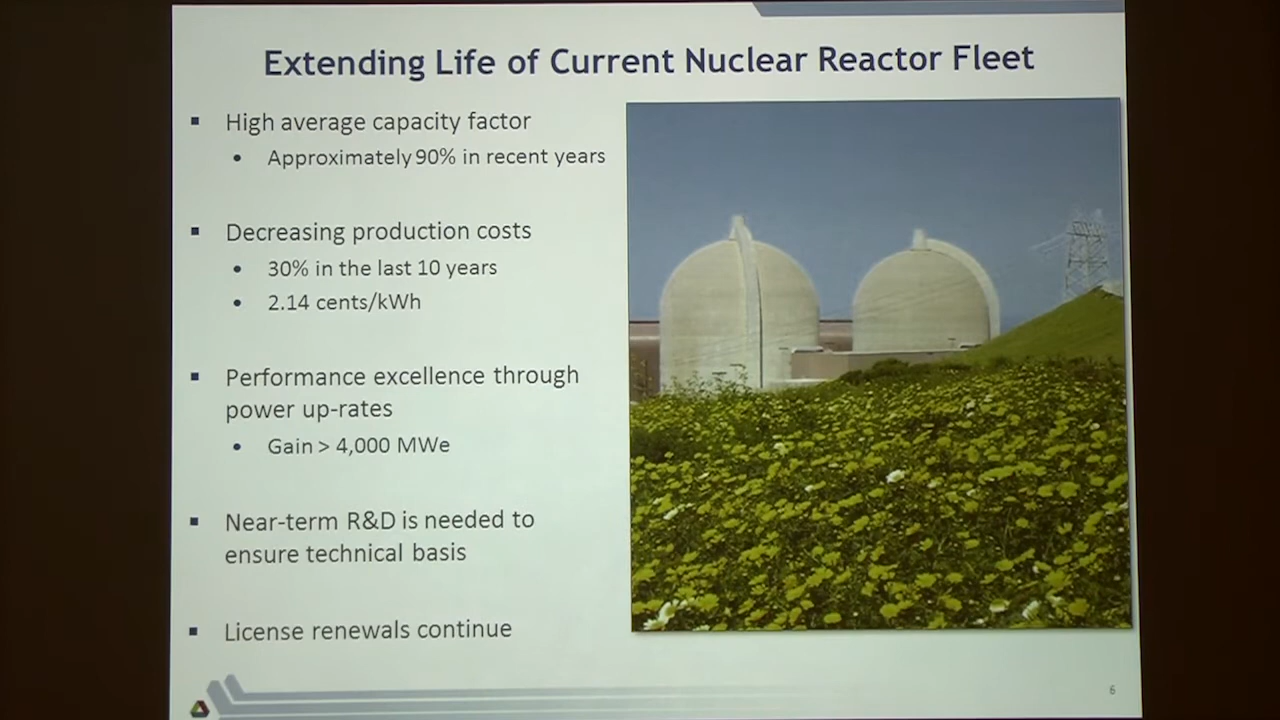 Extending Life of Current Nuclear Reactor Fleet
▪ High average capacity factor
• Approximately 90% in recent years
▪ Decreasing production costs
• 30% in the last 10 years
• 2.14 cents/kWh
▪ Performance excellence through
power up-rates
• Gain > 4,000 MWe
▪ Near-term R&D is needed to
ensure technical basis
▪ License renewals continue
6